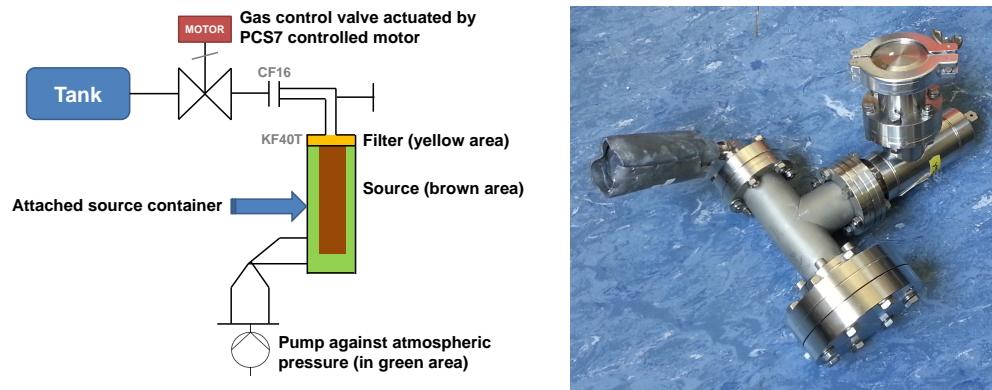 Gas control valve actuated by
PCS7 controlled motor
MOTOR
CF16
Tank
KF40T
Filter (yellow area)
Source (brown area)
Attached source container
Pump against atmospheric
pressure (in green area)